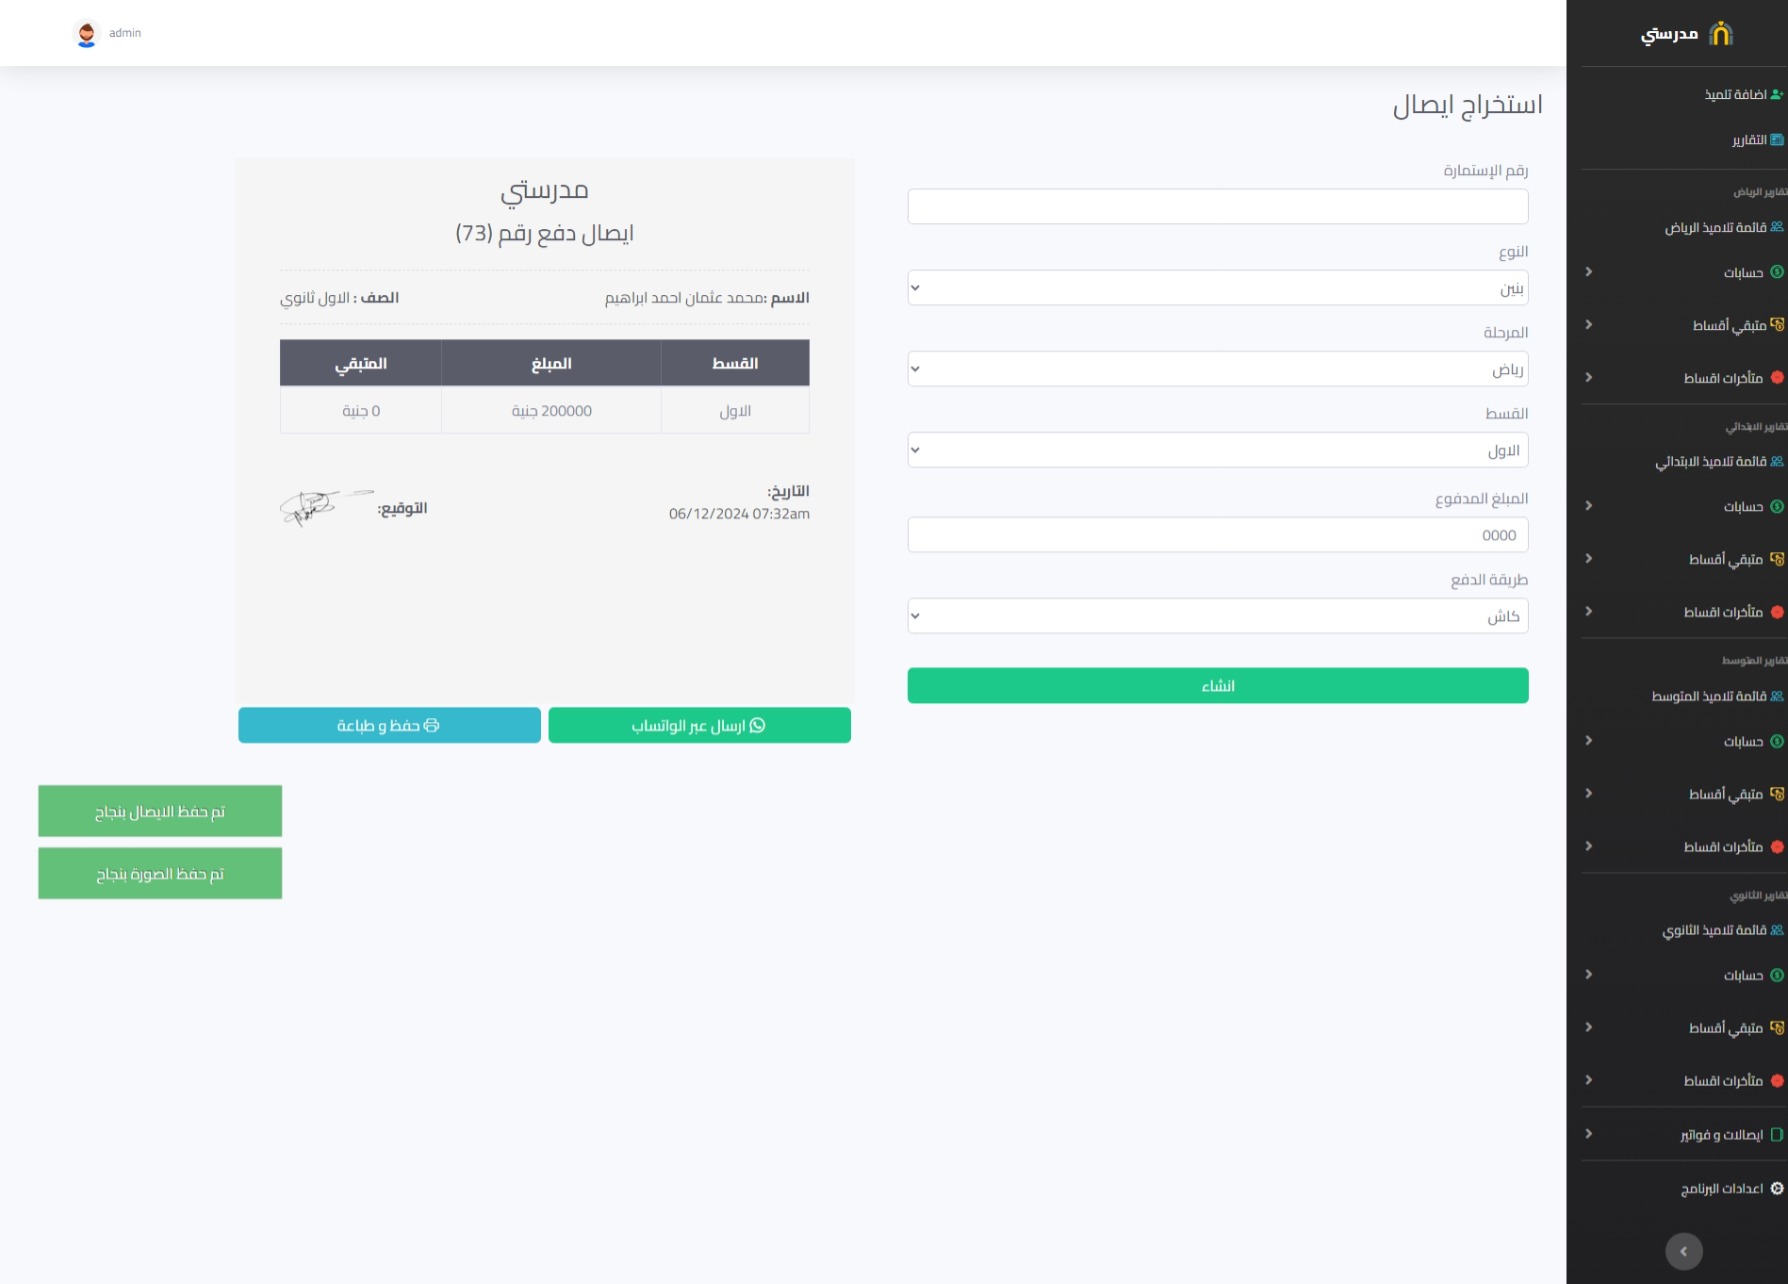 مدرستي
admin
اضافة تلميذ
التقارير
تقارير الرياض
قائمة تلاميذ الرياض
حسابات
متبقي أقساط
متأخرات اقساط
تقارير الابتدائي
قائمة تلاميذ الابتدائي
حسابات
متبقي أقساط
متأخرات اقساط
تقارير المتوسط
قائمة تلاميذ المتوسط
حسابات
متبقي أقساط
متأخرات اقساط
تقارير الثانوي
قائمة تلاميذ الثانوي
حسابات
متبقي أقساط
متأخرات اقساط
ايصالات و فواتير
اعدادات البرنامج
استخراج ايصال
رقم الإستمارة
النوع
بنين
المرحلة
رياض
القسط
الاول
المبلغ المدفوع
0000
طريقة الدفع
كاش
انشاء
مدرستي
ايصال دفع رقم (73)
الاسم :محمد عثمان احمد ابراهيم الصف : الاول ثانوي
القسط المبلغ المتبقي
الاول 200000 جنية 0 جنية
التاريخ:
06/12/2024 07:32am
التوقيع:
ارسال عبر الواتساب
حفظ و طباعة
تم حفظ الايصال بنجاح
تم حفظ الصورة بنجاح